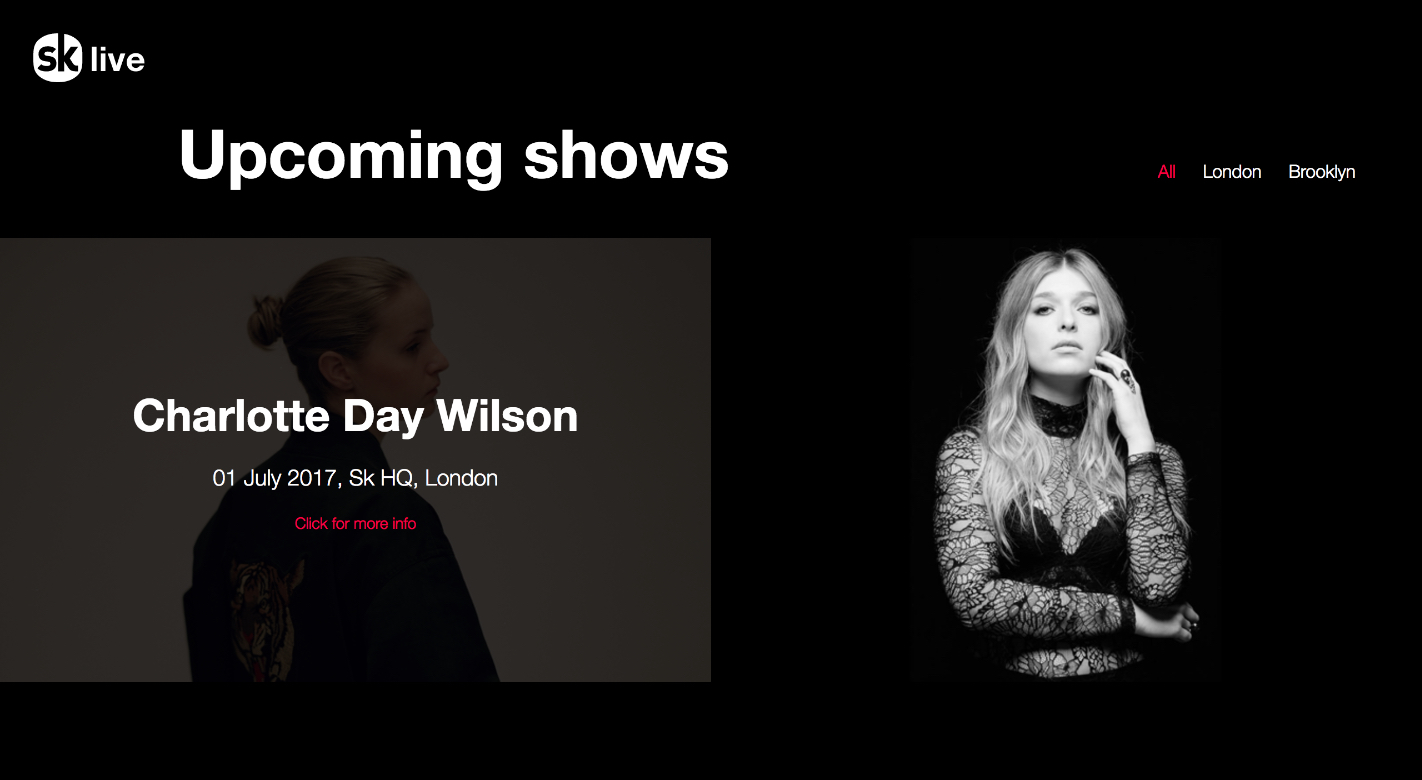 sk live
Upcoming shows
All London Brooklyn
Charlotte Day Wilson
01 July 2017, Sk HQ, London
Click for more info